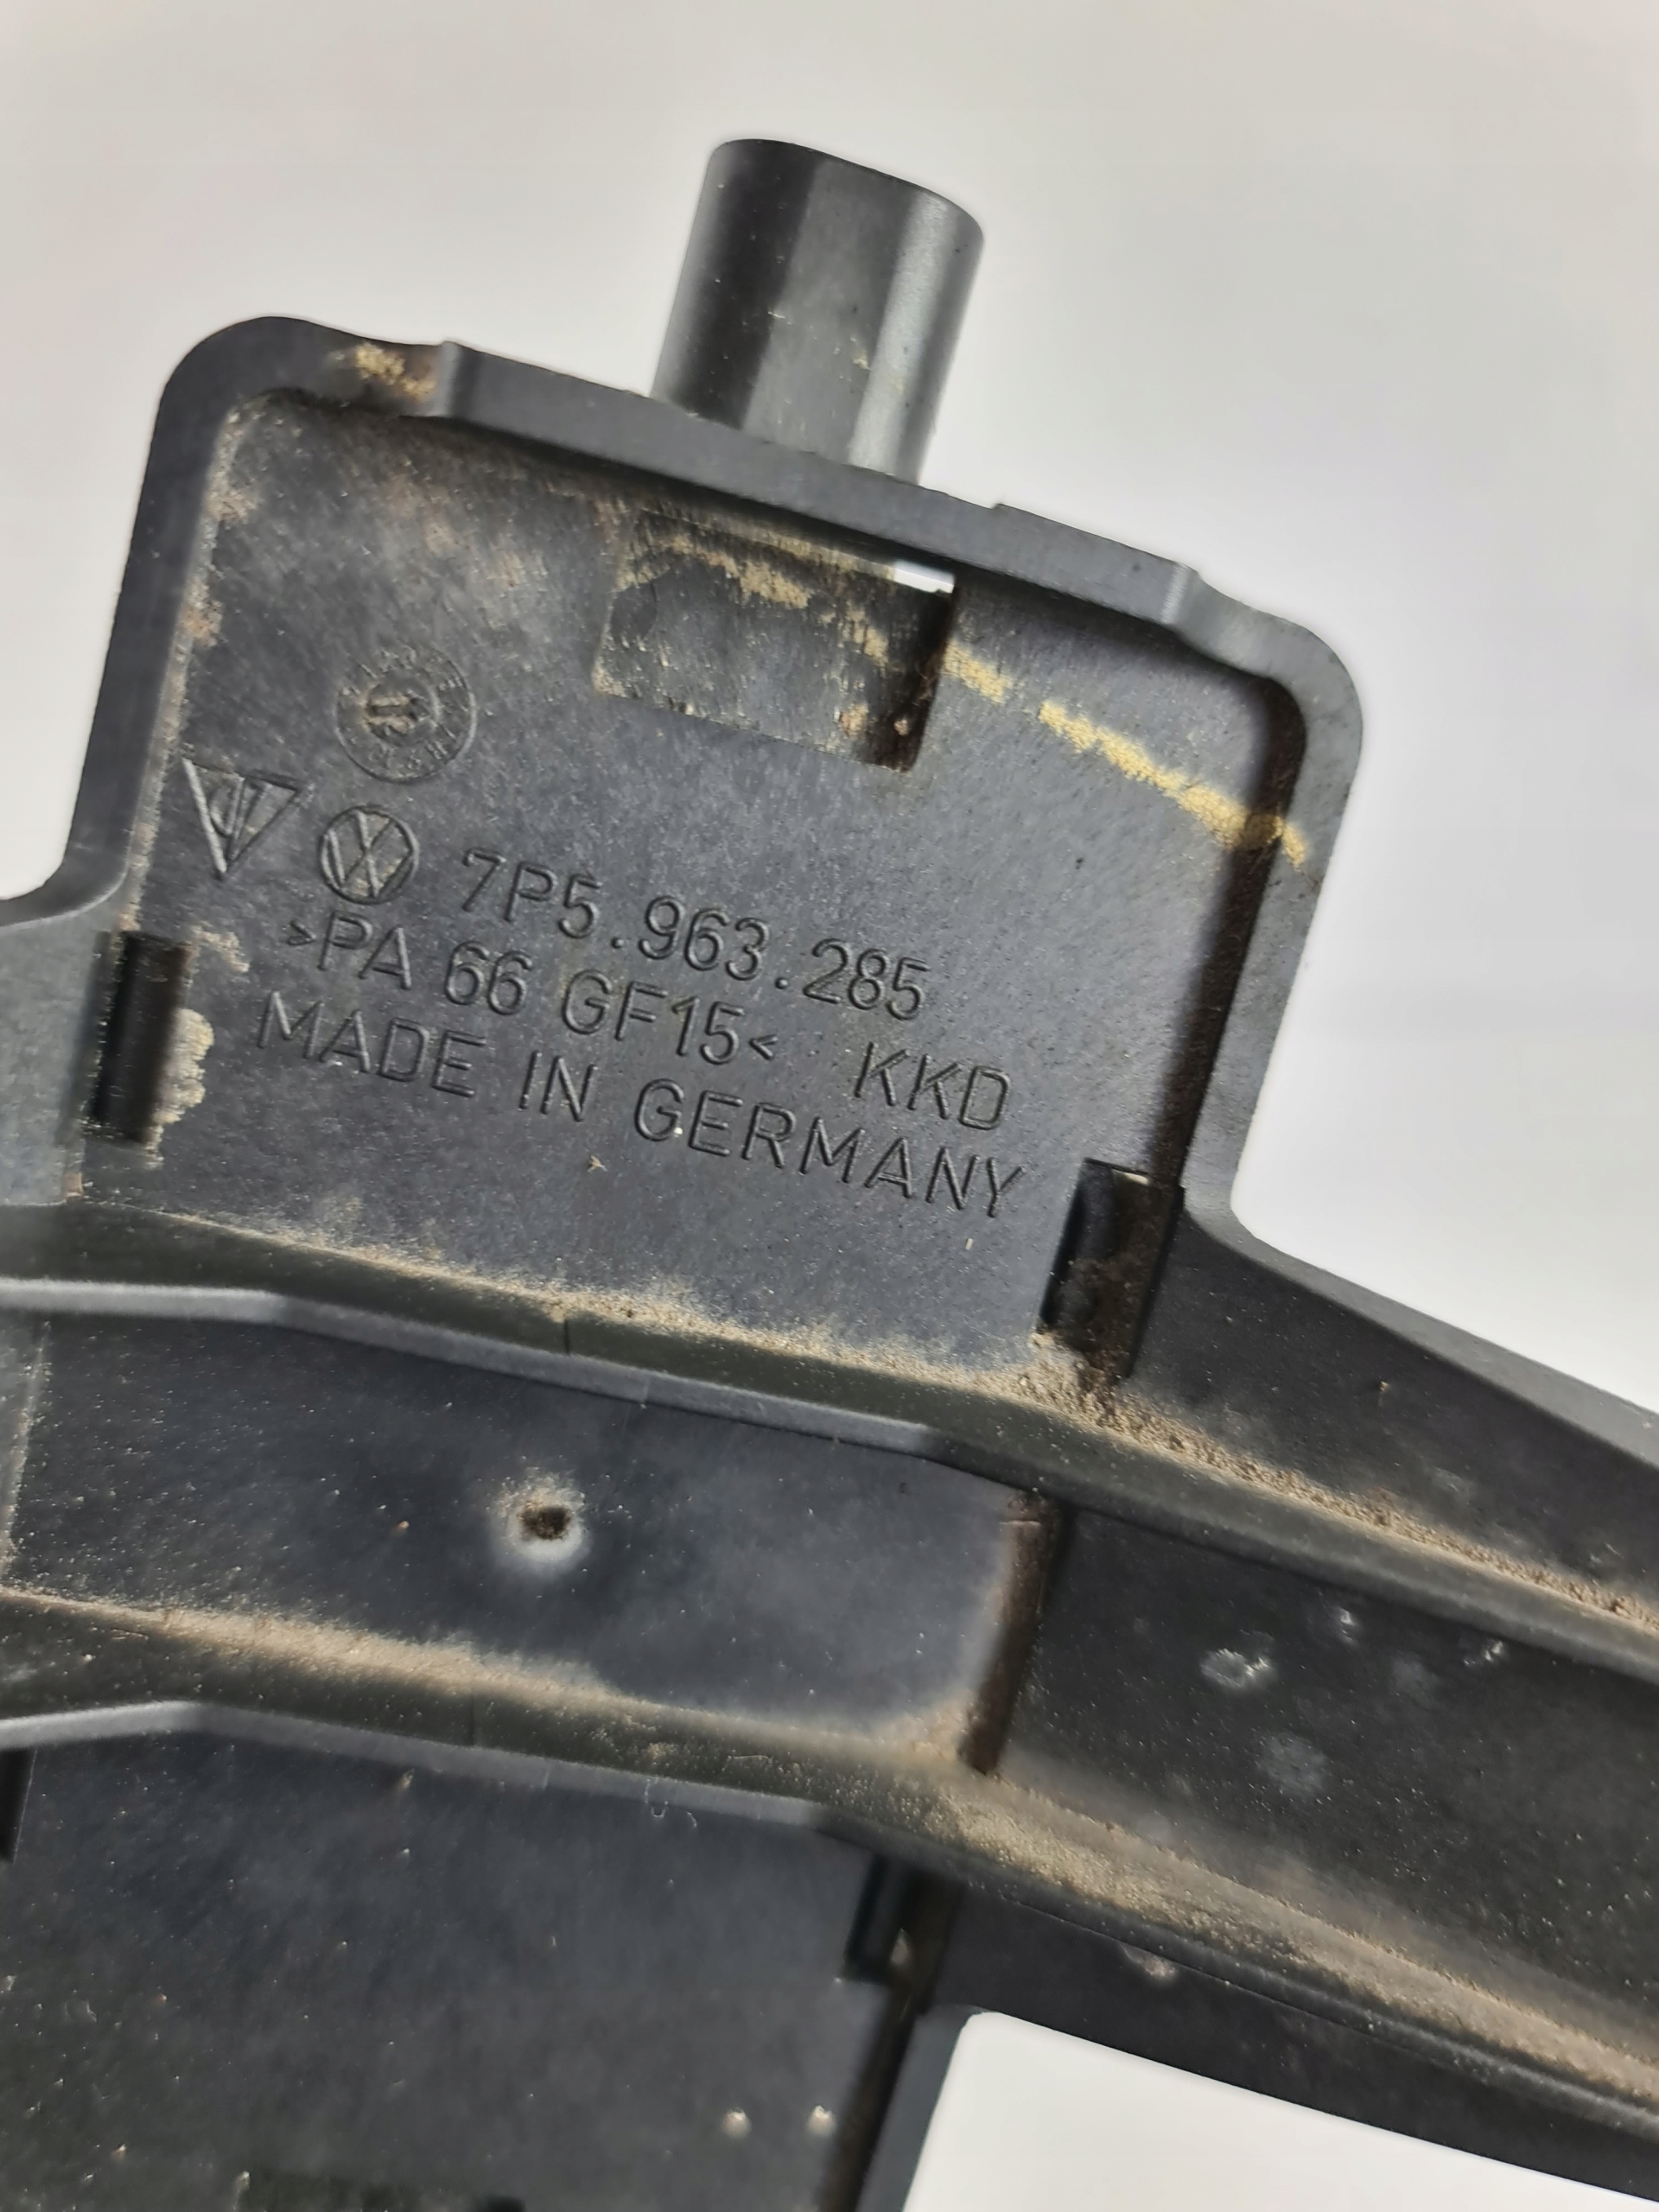 7P5.963.285
>PA 66 GF15< KKD
MADE IN GERMANY